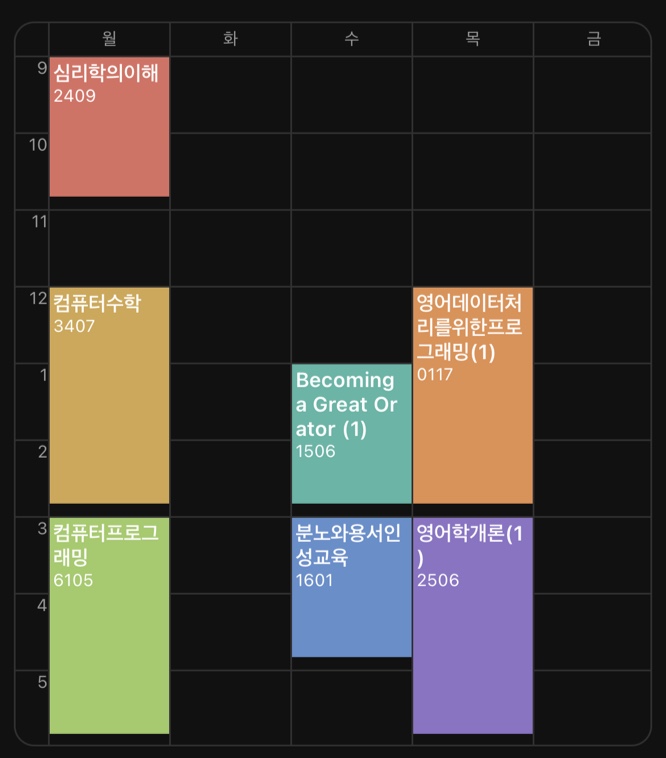 월 화 수 목 금
9
심리학의이해
2409
10
11
12
컴퓨터수학
3407
영어데이터처
리를위한프로
그래밍(1)
0117
1
Becoming
a Great Or
ator (1)
1506
2
3
컴퓨터프로그
래밍
6105
분노와용서인
성교육
1601
영어학개론(1
)
2506
4
5